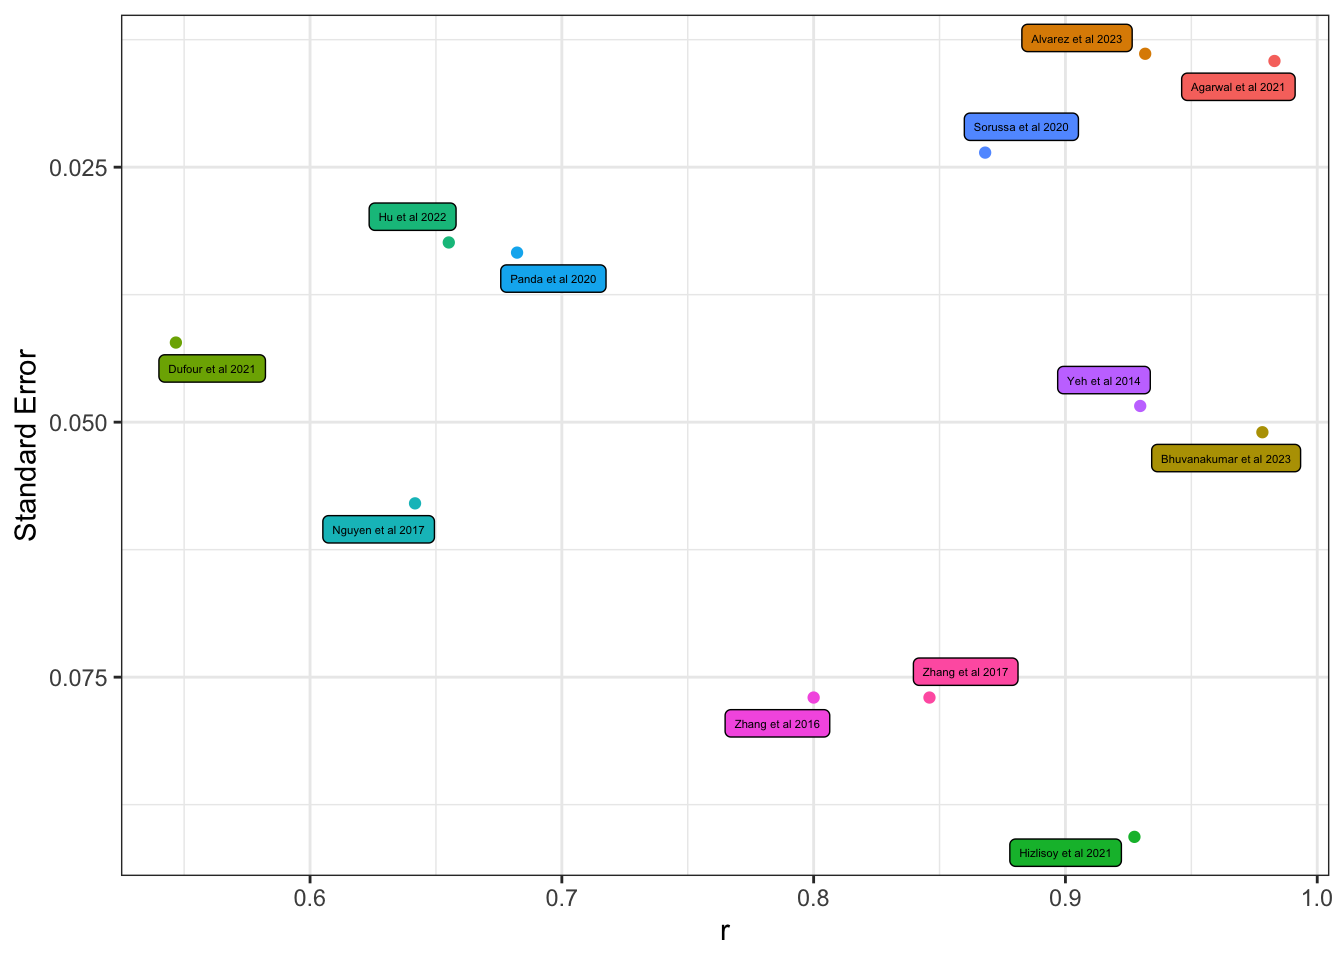 Alvarez et al 2023
Agarwal et al 2021
Sorussa et al 2020
0.025
Hu et al 2022
Panda et al 2020
Dufour et al 2021
Yeh et al 2014
0.050
Bhuvanakumar et al 2023
Nguyen et al 2017
Standard Error
Zhang et al 2017
0.075
Zhang et al 2016
Hizlisoy et al 2021
0.6 0.7 0.8 0.9 1.0
r